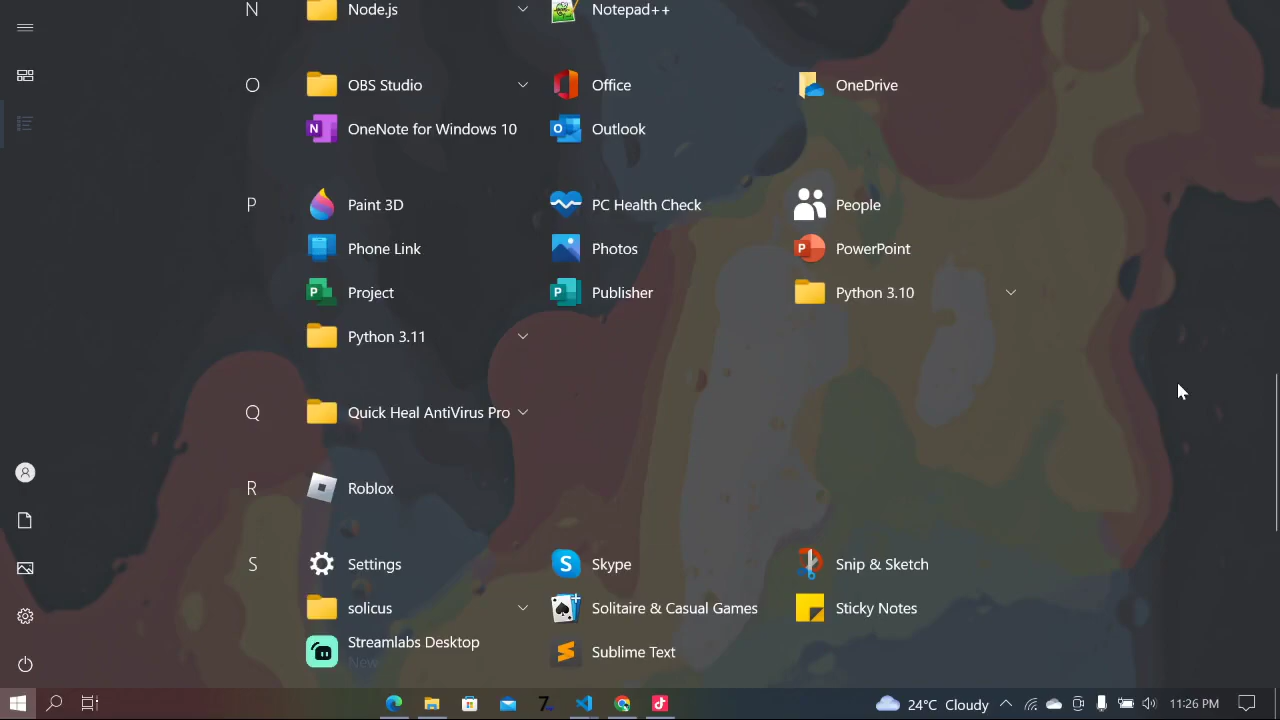 N
Node.js
Notepad++
O
OBS Studio
Office
OneDrive
OneNote for Windows 10
Outlook
P
Paint 3D
PC Health Check
People
Phone Link
Photos
PowerPoint
Project
Publisher
Python 3.10
Python 3.11
Q
Quick Heal AntiVirus Pro
R
Roblox
S
Settings
Skype
Snip & Sketch
solicus
Solitaire & Casual Games
Sticky Notes
Streamlabs Desktop
New
Sublime Text
24°C Cloudy
11:26 PM